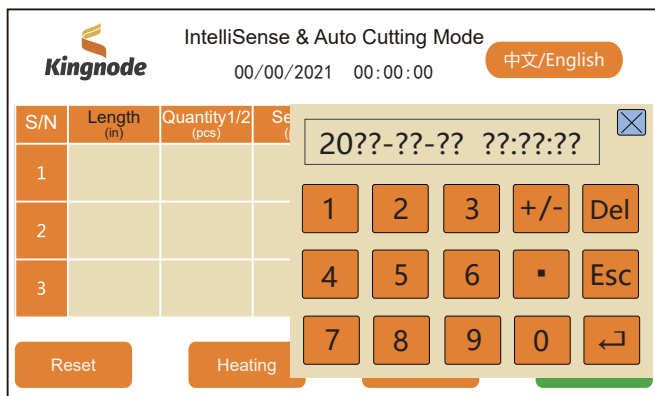 Kingnode
IntelliSense & Auto Cutting Mode
00/00/2021 00:00:00
中文/English
S/N Length Quantity1/2 Se
(in) (pcs) (
20??-??-?? ??:??:??
1 2 3 +/- Del
4 5 6 . Esc
7 8 9 0 ↵
1
2
3
Reset Heating